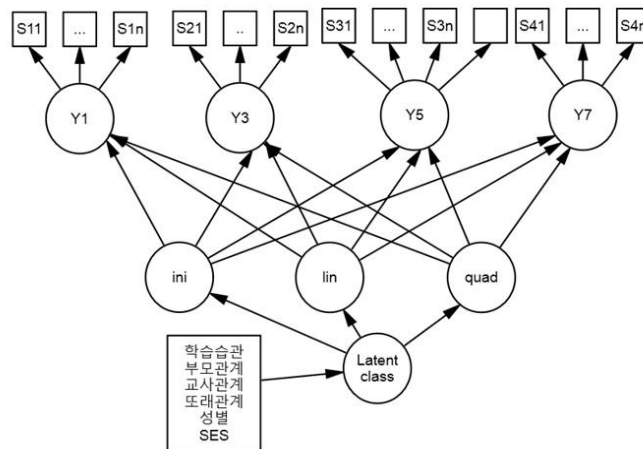 S11 ... S1n S21 .. S2n S31 ... S3n S41 ... S4n
Y1 Y3 Y5 Y7
ini lin quad
Latent
class
학습습관
부모관계
교사관계
또래관계
성별
SES